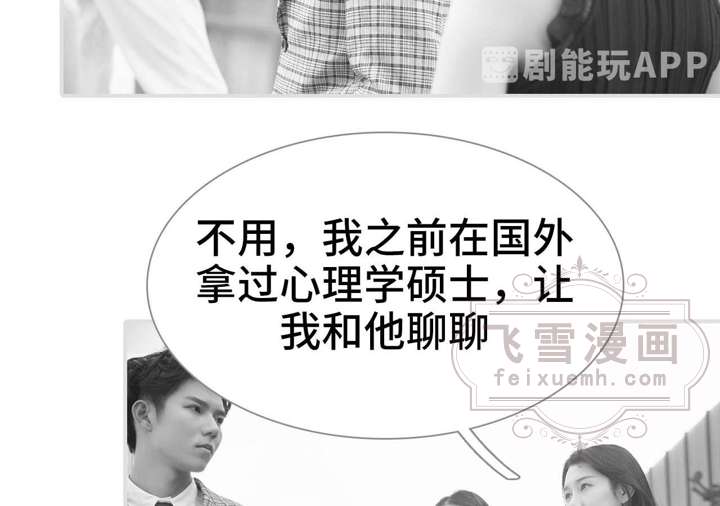 剧能玩APP
不用，我之前在国外
拿过心理学硕士，让
我和他聊聊
飞雪漫画
feixuemh.com